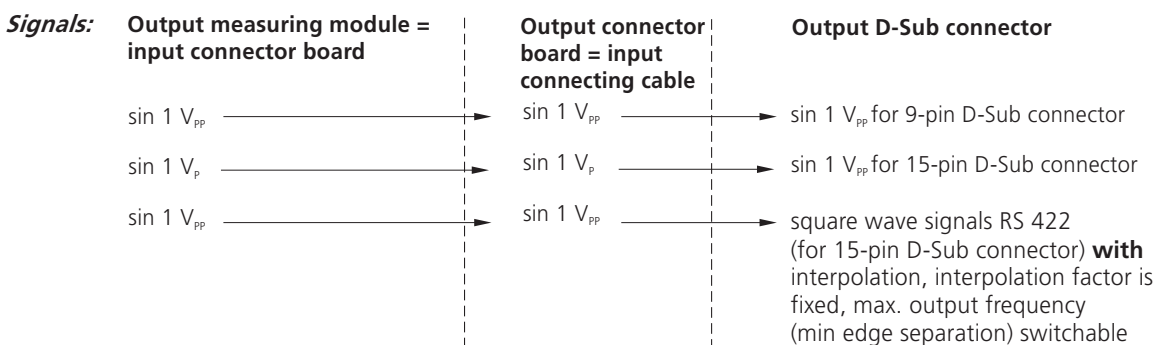 Signals:
Output measuring module =
input connector board
Output connector
board = input
connecting cable
Output D-Sub connector
sin 1 Vpp
sin 1 Vpp
sin 1 Vpp for 9-pin D-Sub connector
sin 1 Vp
sin 1 Vp
sin 1 Vpp for 15-pin D-Sub connector
sin 1 Vpp
sin 1 Vpp
square wave signals RS 422
(for 15-pin D-Sub connector) with
interpolation, interpolation factor is
fixed, max. output frequency
(min edge separation) switchable